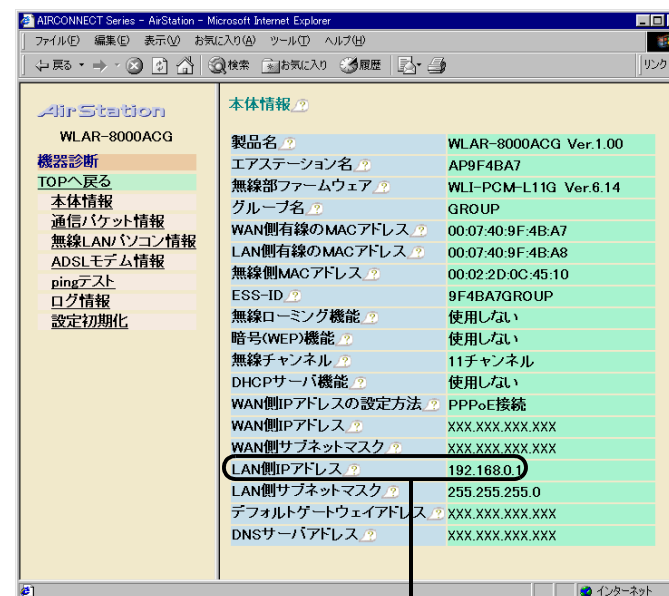 AIRCONNECT Series - AirStation - Microsoft Internet Explorer
ファイル(F) 編集(E) 表示(V) お気に入り(A) ツール(T) ヘルプ(H)
戻る 検索 お気に入り 履歴 リンク
AirStation
WLAR-8000ACG
機器診断
TOPへ戻る
本体情報
通信パケット情報
無線LANパソコン情報
ADSLモデム情報
pingテスト
ログ情報
設定初期化
本体情報
製品名 WLAR-8000ACG Ver.1.00
エアステーション名 AP9F4BA7
無線部ファームウェア WLI-PCM-L11G Ver.6.14
グループ名 GROUP
WAN側有線のMACアドレス 00:07:40:9F:4B:A7
LAN側有線のMACアドレス 00:07:40:9F:4B:A8
無線側MACアドレス 00:02:2D:0C:45:10
ESS-ID 9F4BA7GROUP
無線ローミング機能 使用しない
暗号(WEP)機能 使用しない
無線チャンネル 11チャンネル
DHCPサーバ機能 使用しない
WAN側IPアドレスの設定方法 PPPoE接続
WAN側IPアドレス XXX.XXX.XXX.XXX
WAN側サブネットマスク XXX.XXX.XXX.XXX
LAN側IPアドレス 192.168.0.1
LAN側サブネットマスク 255.255.255.0
デフォルトゲートウェイアドレス XXX.XXX.XXX.XXX
DNSサーバアドレス XXX.XXX.XXX.XXX
インターネット